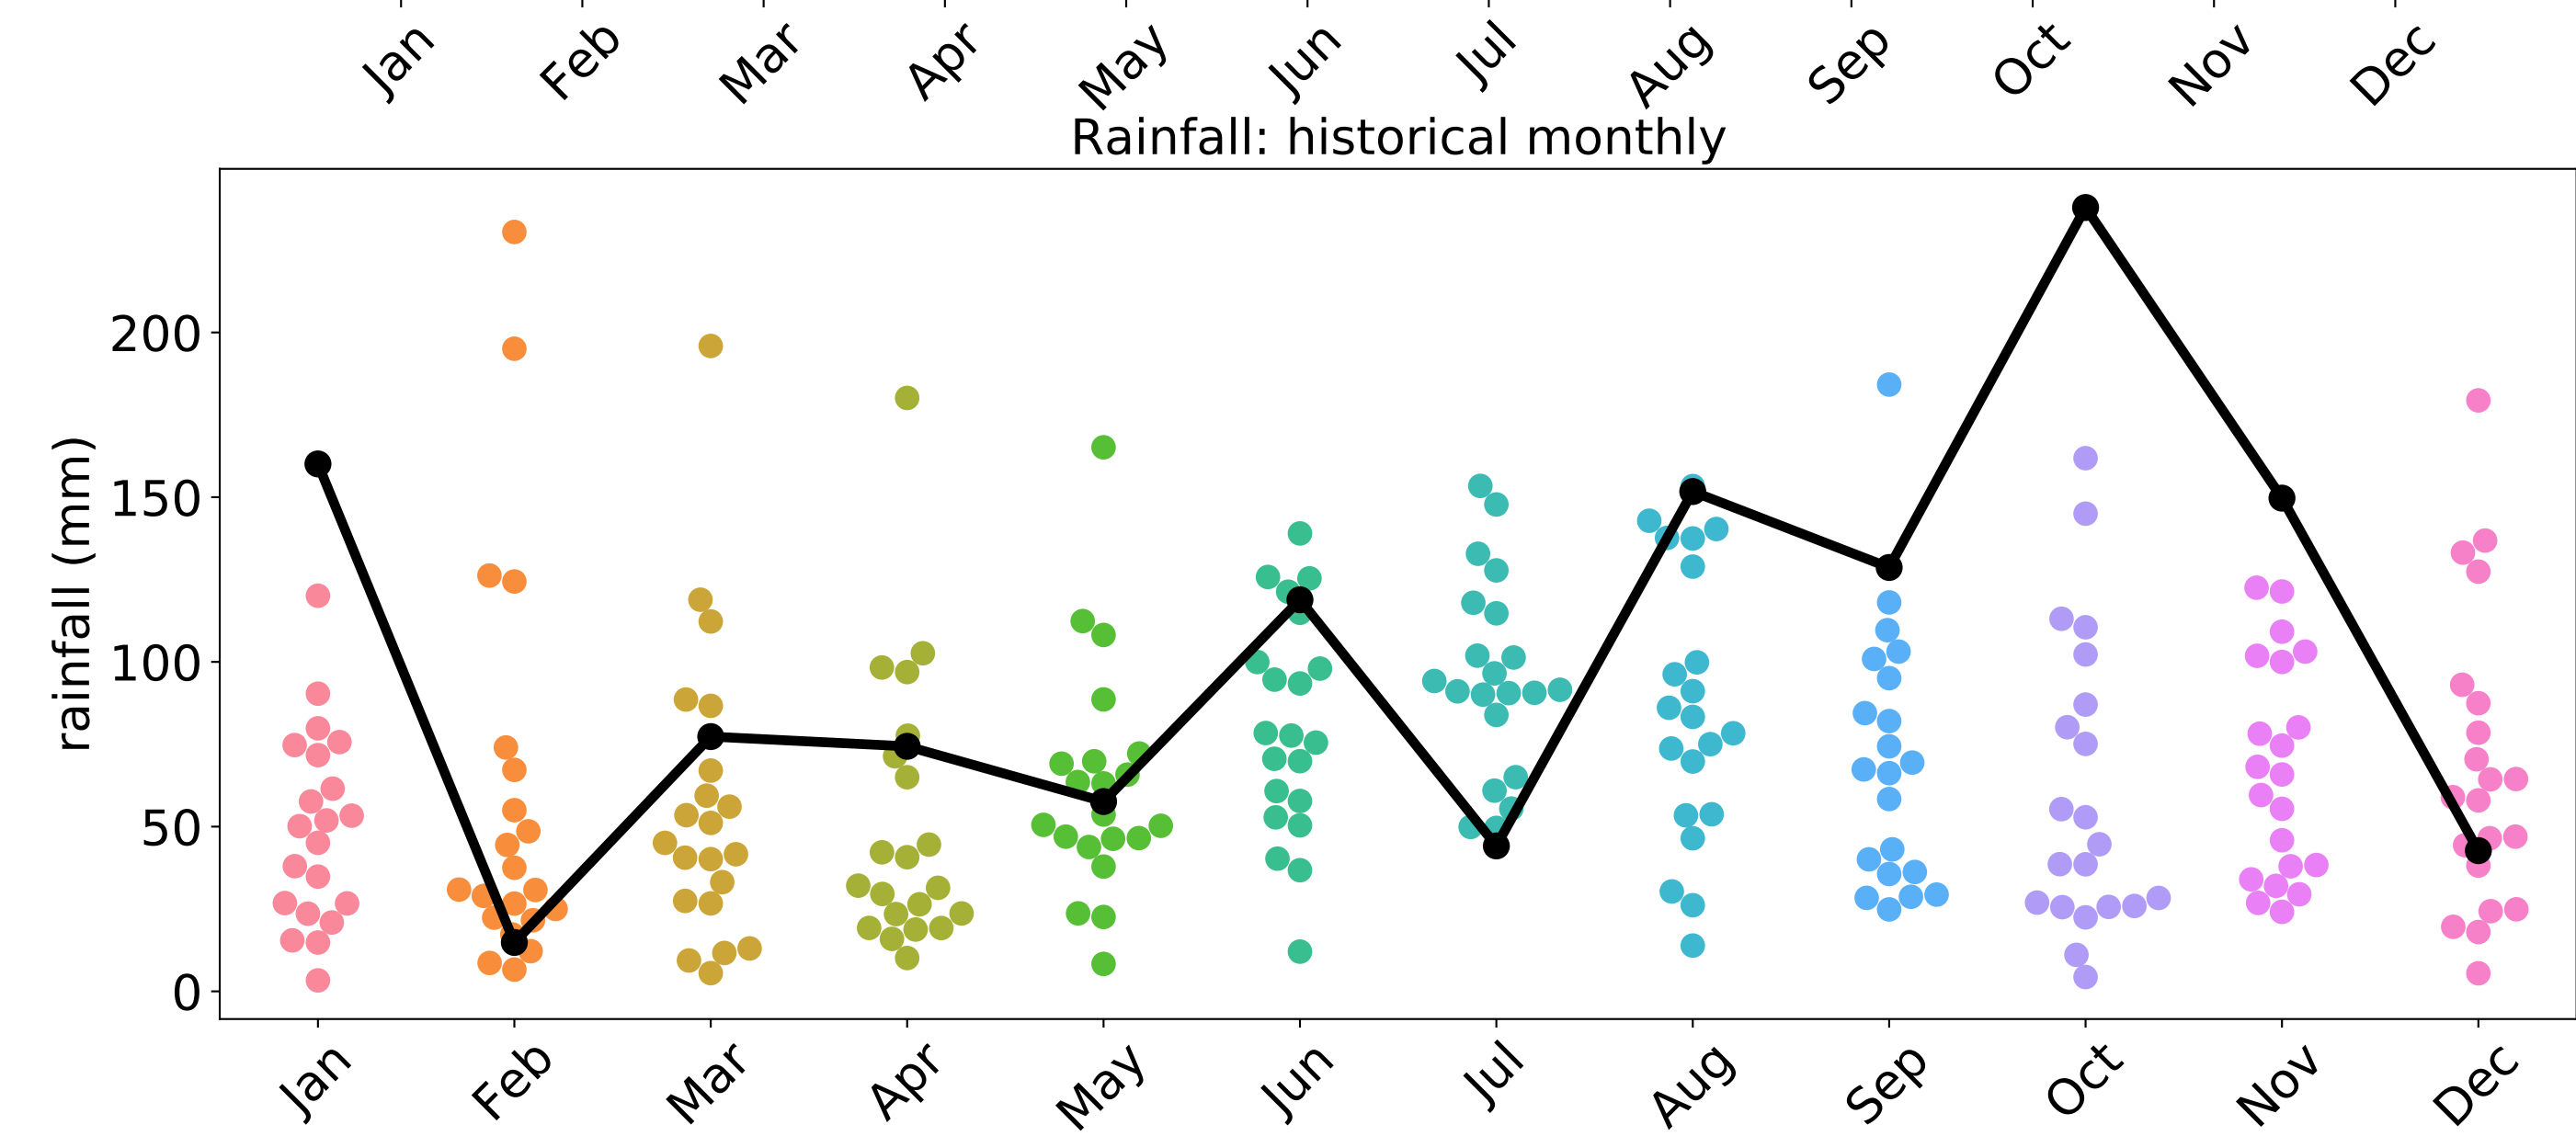 Jan Feb Mar Apr May Jun Jul Aug Sep Oct Nov Dec
Rainfall: historical monthly
rainfall (mm)
200
150
100
50
0
Jan Feb Mar Apr May Jun Jul Aug Sep Oct Nov Dec